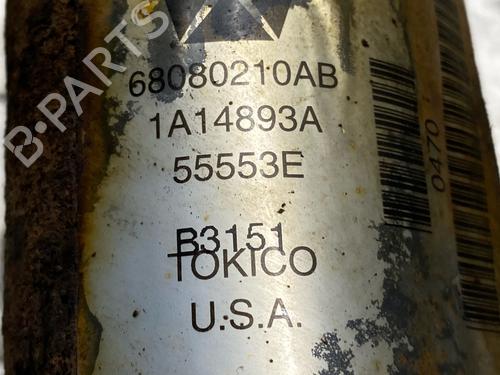 68080210AB
1A14893A
55553E
B3151
TOKICO
U.S.A.
0470
B-PARTS